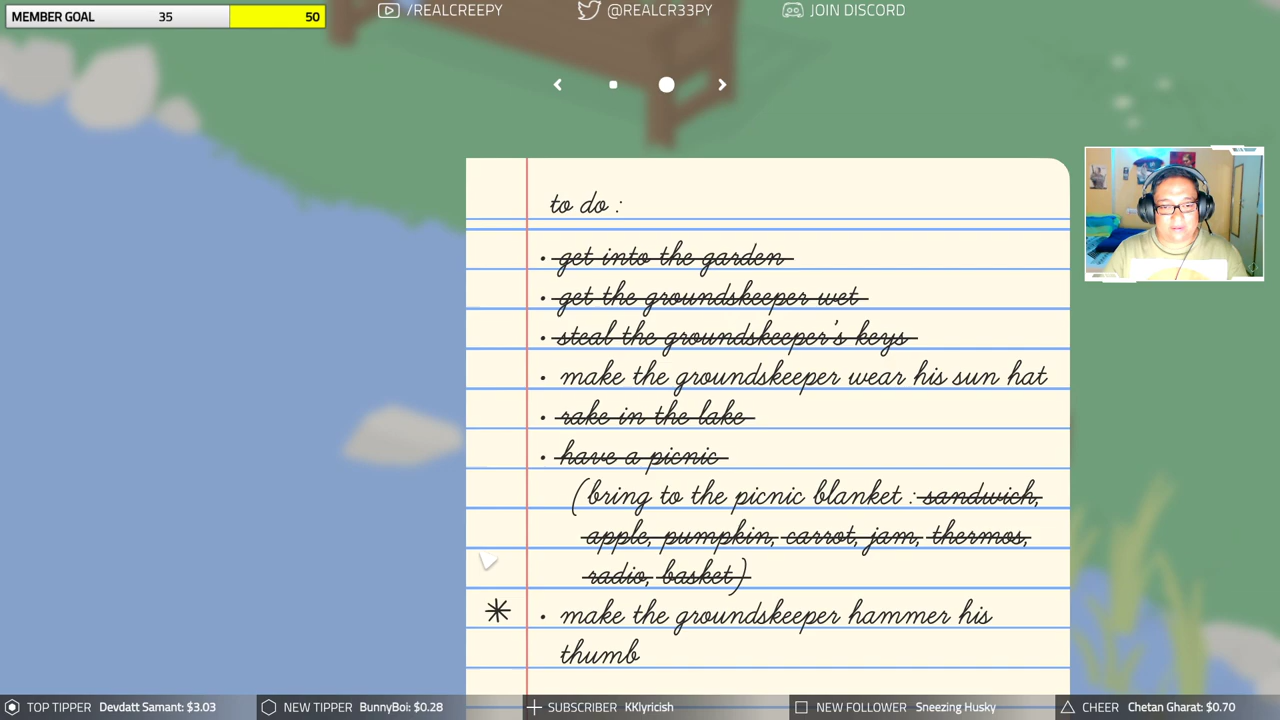 MEMBER GOAL 35 50
/REALCREEPY @REALCR33PY JOIN DISCORD
to do :
• get into the garden
• get the groundskeeper wet
• steal the groundskeeper's keys
• make the groundskeeper wear his sun hat
• rake in the lake
• have a picnic
(bring to the picnic blanket : sandwich,
apple, pumpkin, carrot, jam, thermos,
radio, basket)
• make the groundskeeper hammer his
thumb
TOP TIPPER Devdatt Samant: $3.03 NEW TIPPER BunnyBoi: $0.28 SUBSCRIBER KKlyricish NEW FOLLOWER Sneezing Husky CHEER Chetan Gharat: $0.70